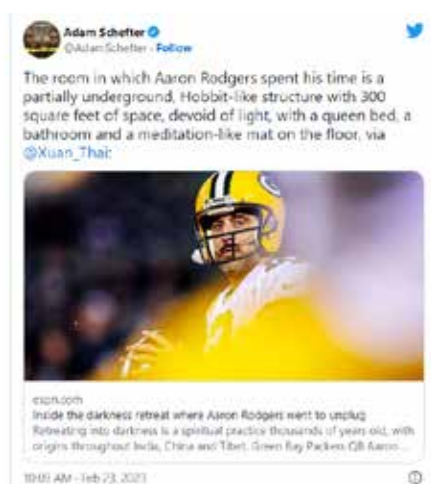 Adam Schefter
@AdamSchefter · Follow
The room in which Aaron Rodgers spent his time is a
partially underground, Hobbit-like structure with 300
square feet of space, devoid of light, with a queen bed, a
bathroom and a meditation-like mat on the floor, via
@Xuan_Thai:
espn.com
Inside the darkness retreat where Aaron Rodgers went to unplug
Retreating into darkness is a spiritual practice thousands of years old, with
origins throughout India, China and Tibet. Green Bay Packers QB Aaron ...
10:05 AM · Feb 23, 2023